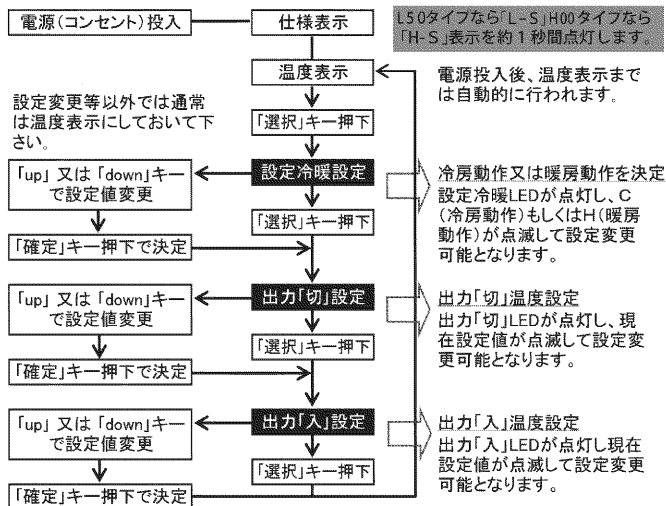 電源(コンセント)投入
仕様表示
L50タイプなら「L-S」H00タイプなら
「H-S」表示を約1秒間点灯します。
温度表示
電源投入後、温度表示まで
は自動的に行われます。
設定変更等以外では通常
は温度表示にしておいて下
さい。
「選択」キー押下
設定冷暖設定
冷房動作又は暖房動作を決定
設定冷暖LEDが点灯し、C
(冷房動作)もしくはH(暖房
動作)が点滅して設定変更
可能となります。
「up」又は「down」キー
で設定値変更
「選択」キー押下
「確定」キー押下で決定
出力「切」設定
出力「切」温度設定
出力「切」LEDが点灯し、現
在設定値が点滅して設定変
更可能となります。
「up」又は「down」キー
で設定値変更
「選択」キー押下
「確定」キー押下で決定
出力「入」設定
出力「入」温度設定
出力「入」LEDが点灯し現在
設定値が点滅して設定変更
可能となります。
「up」又は「down」キー
で設定値変更
「選択」キー押下
「確定」キー押下で決定